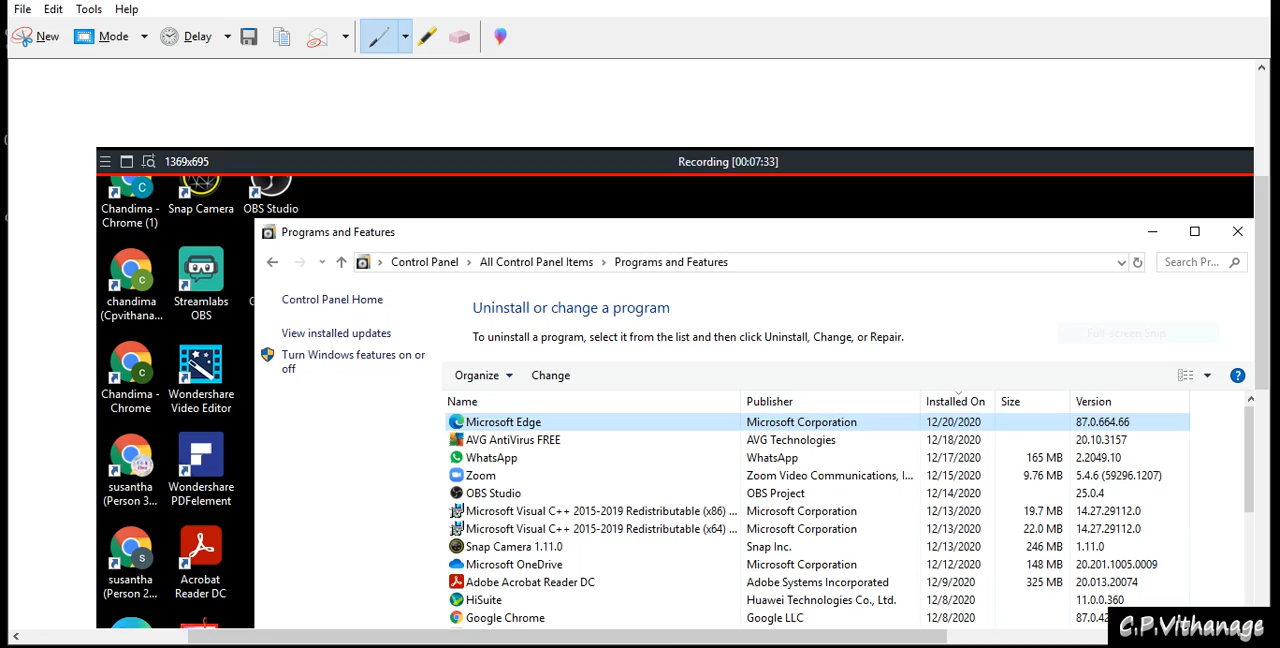 File Edit Tools Help
New Mode Delay
1369x695 Recording [00:07:33]
Chandima - Chrome (1)
Snap Camera
OBS Studio
Programs and Features
Control Panel > All Control Panel Items > Programs and Features
Search Pr...
chandima (Cpvithana...
Streamlabs OBS
Chandima - Chrome
Wondershare Video Editor
susantha (Person 3...
Wondershare PDFelement
susantha (Person 2...
Acrobat Reader DC
Control Panel Home
View installed updates
Turn Windows features on or off
Uninstall or change a program
To uninstall a program, select it from the list and then click Uninstall, Change, or Repair.
Full-screen Snip
Organize Change
Name Publisher Installed On Size Version
Microsoft Edge Microsoft Corporation 12/20/2020 87.0.664.66
AVG AntiVirus FREE AVG Technologies 12/18/2020 20.10.3157
WhatsApp WhatsApp 12/17/2020 165 MB 2.2049.10
Zoom Zoom Video Communications, I... 12/15/2020 9.76 MB 5.4.6 (59296.1207)
OBS Studio OBS Project 12/14/2020 25.0.4
Microsoft Visual C++ 2015-2019 Redistributable (x86) ... Microsoft Corporation 12/13/2020 19.7 MB 14.27.29112.0
Microsoft Visual C++ 2015-2019 Redistributable (x64) ... Microsoft Corporation 12/13/2020 22.0 MB 14.27.29112.0
Snap Camera 1.11.0 Snap Inc. 12/13/2020 246 MB 1.11.0
Microsoft OneDrive Microsoft Corporation 12/12/2020 148 MB 20.201.1005.0009
Adobe Acrobat Reader DC Adobe Systems Incorporated 12/9/2020 325 MB 20.013.20074
HiSuite Huawei Technologies Co., Ltd. 12/8/2020 11.0.0.360
Google Chrome Google LLC 12/8/2020
C.P.Vithanage